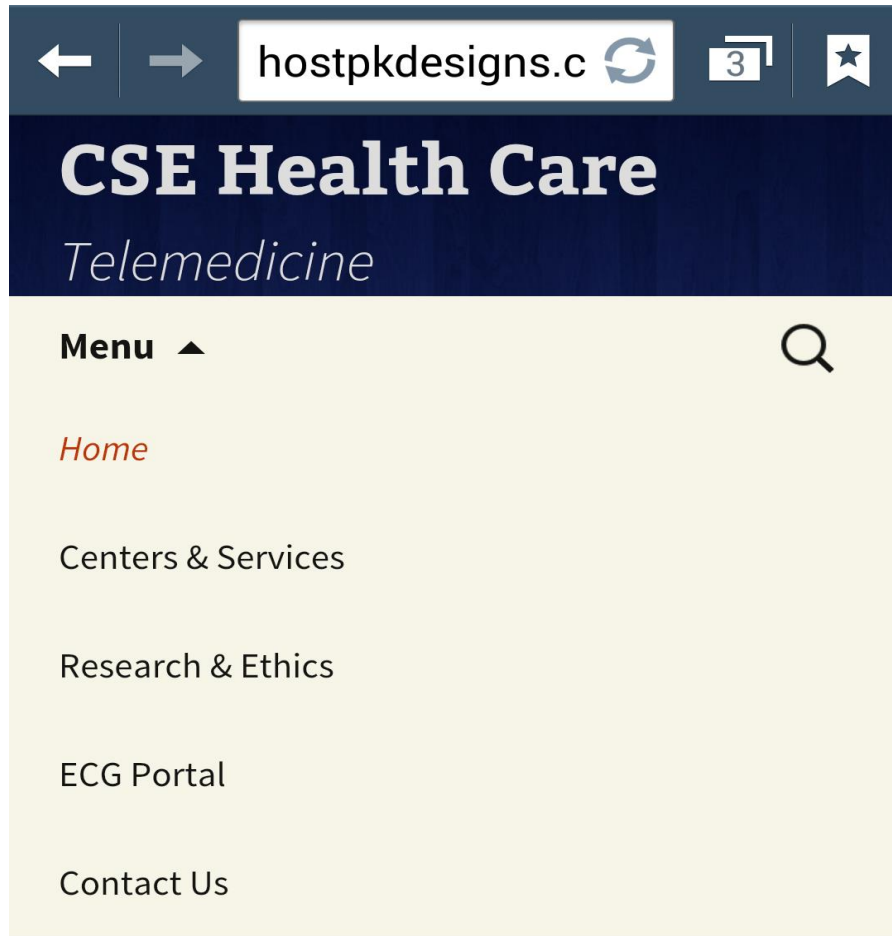 hostpkdesigns.c
3
CSE Health Care
Telemedicine
Menu
Home
Centers & Services
Research & Ethics
ECG Portal
Contact Us